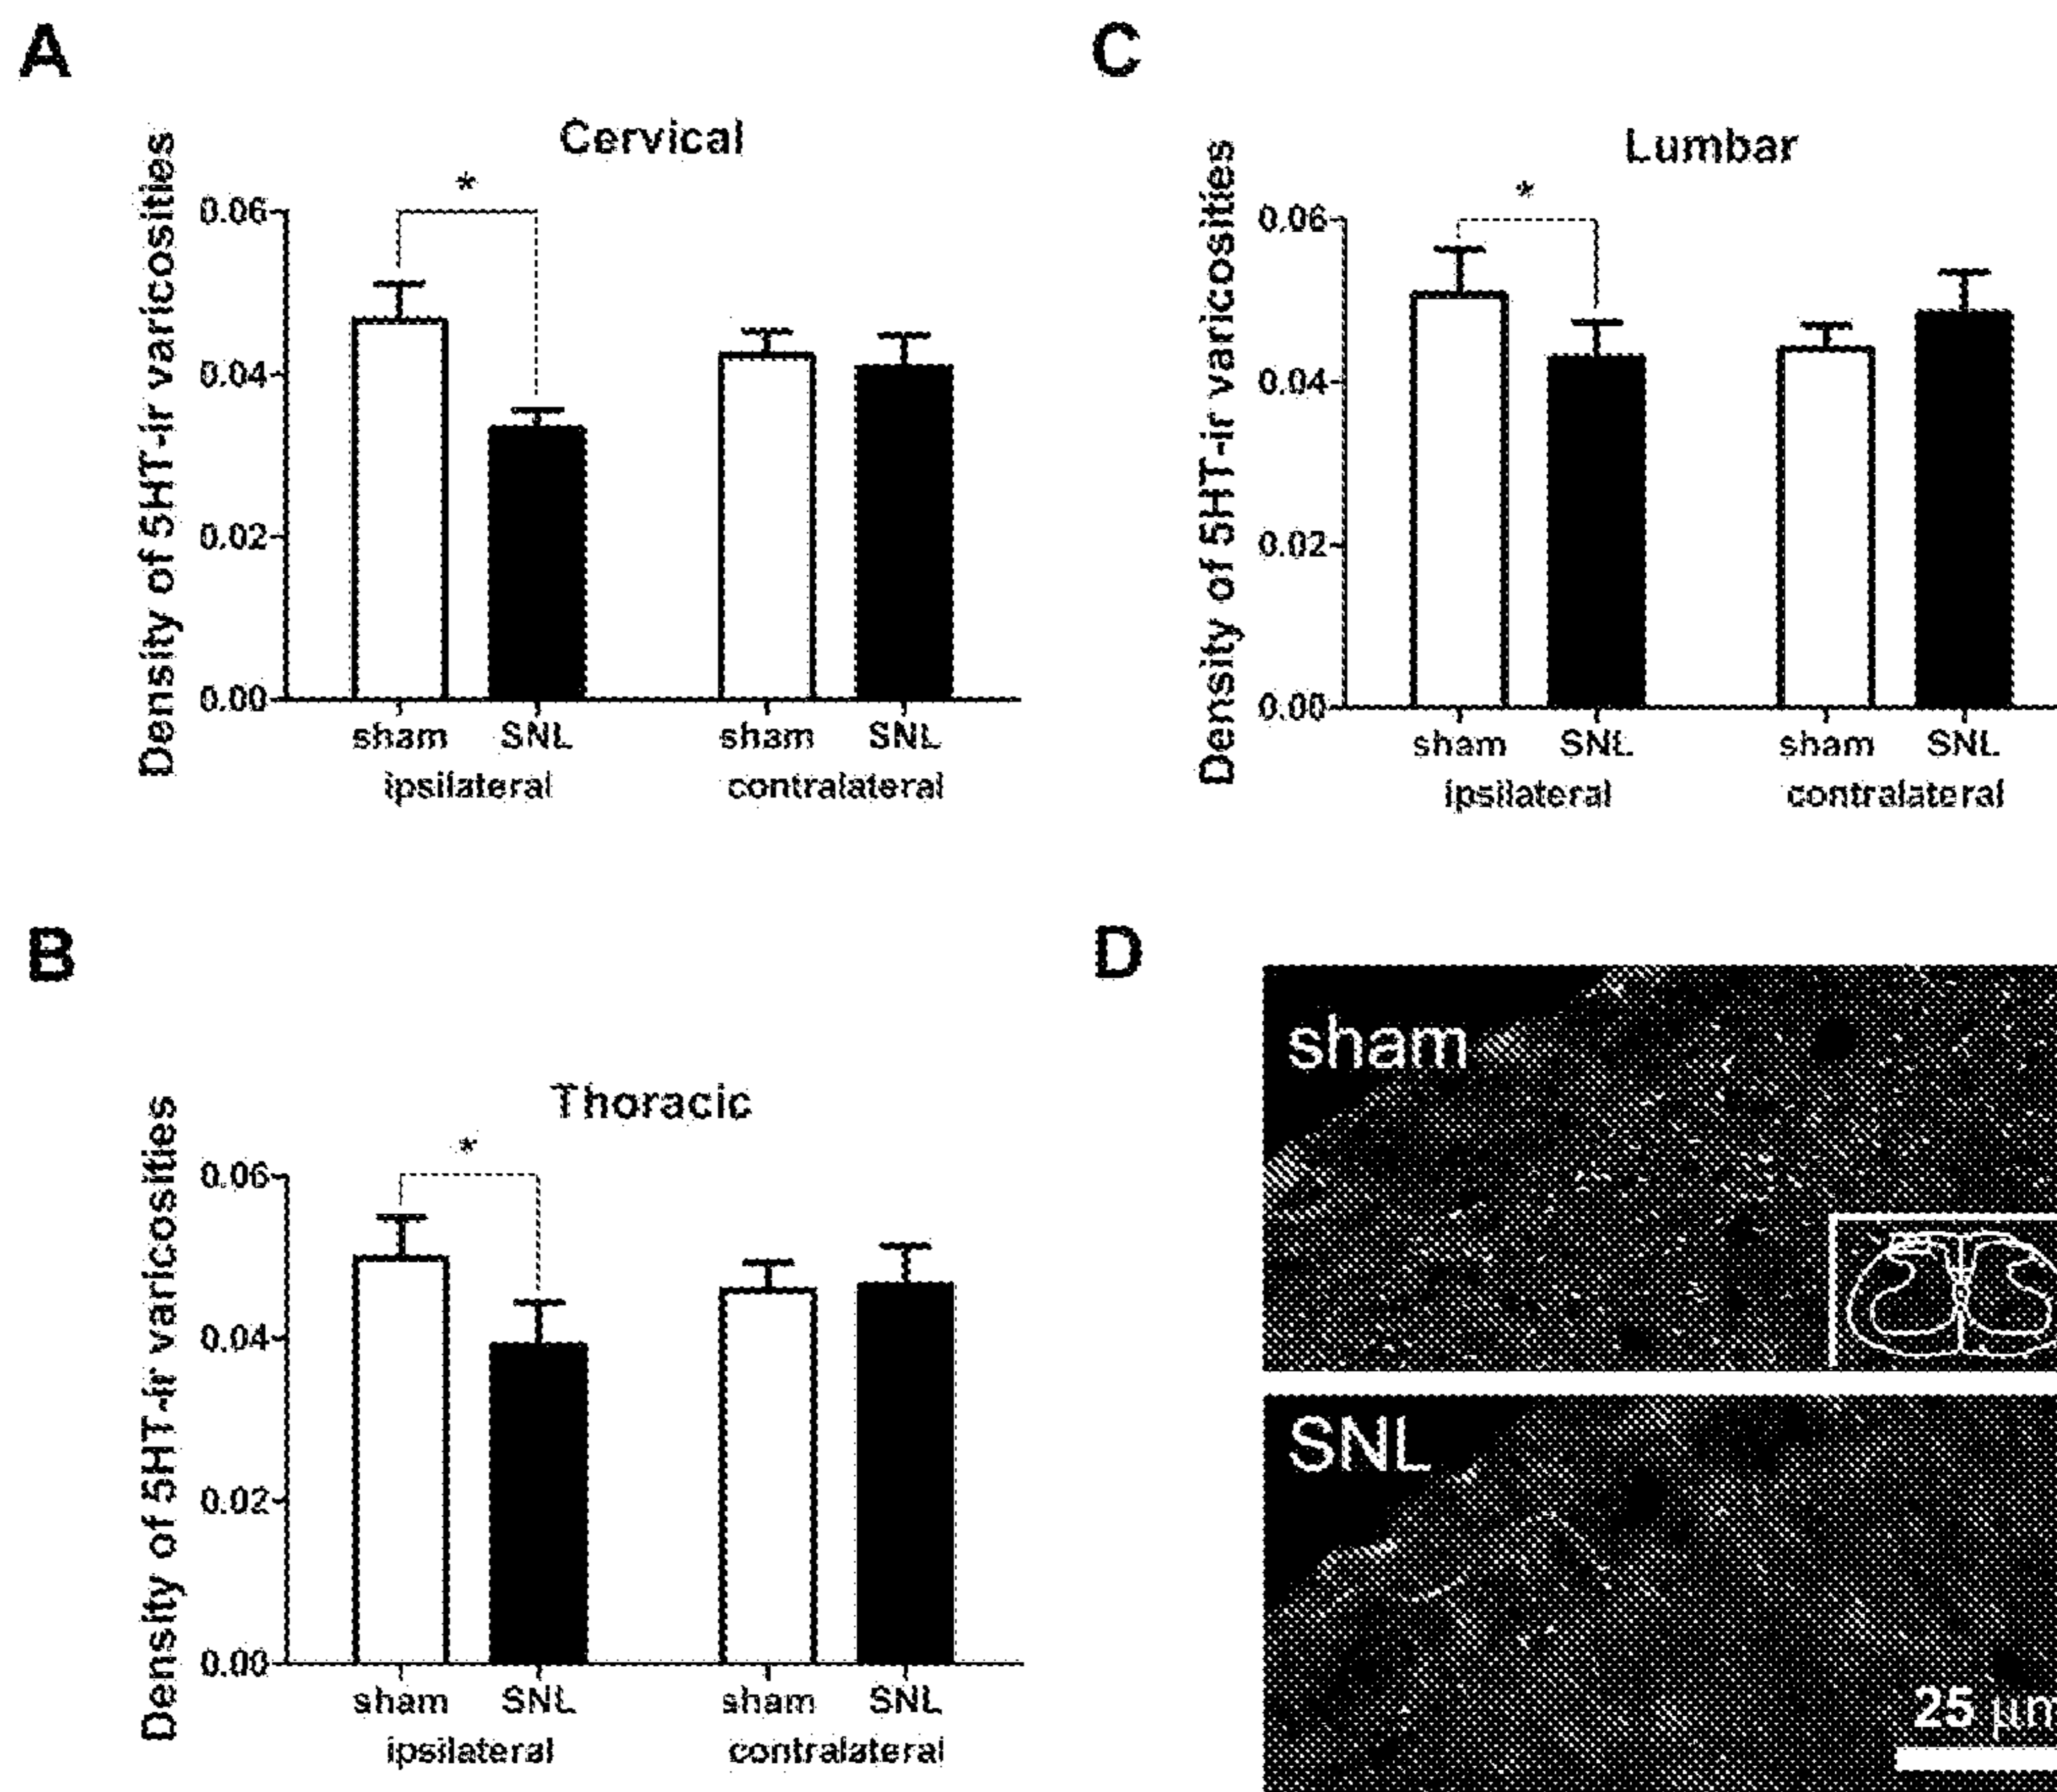 A
Cervical
*
Density of 5HT-ir varicosities
0.06
0.04
0.02
0.00
sham SNL sham SNL
ipsilateral contralateral
B
Thoracic
*
Density of 5HT-ir varicosities
0.06
0.04
0.02
0.00
sham SNL sham SNL
ipsilateral contralateral
C
Lumbar
*
Density of 5HT-ir varicosities
0.06
0.04
0.02
0.00
sham SNL sham SNL
ipsilateral contralateral
D
sham
SNL
25 μm